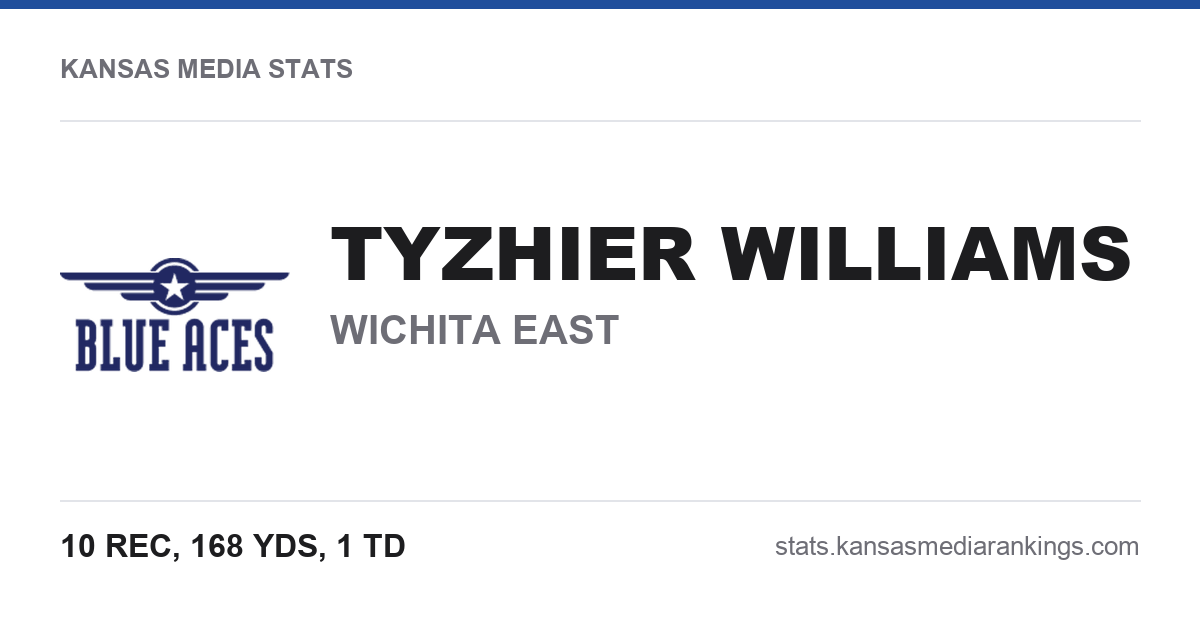 KANSAS MEDIA STATS
TYZHIER WILLIAMS
BLUE ACES
WICHITA EAST
10 REC, 168 YDS, 1 TD
stats.kansasmediarankings.com